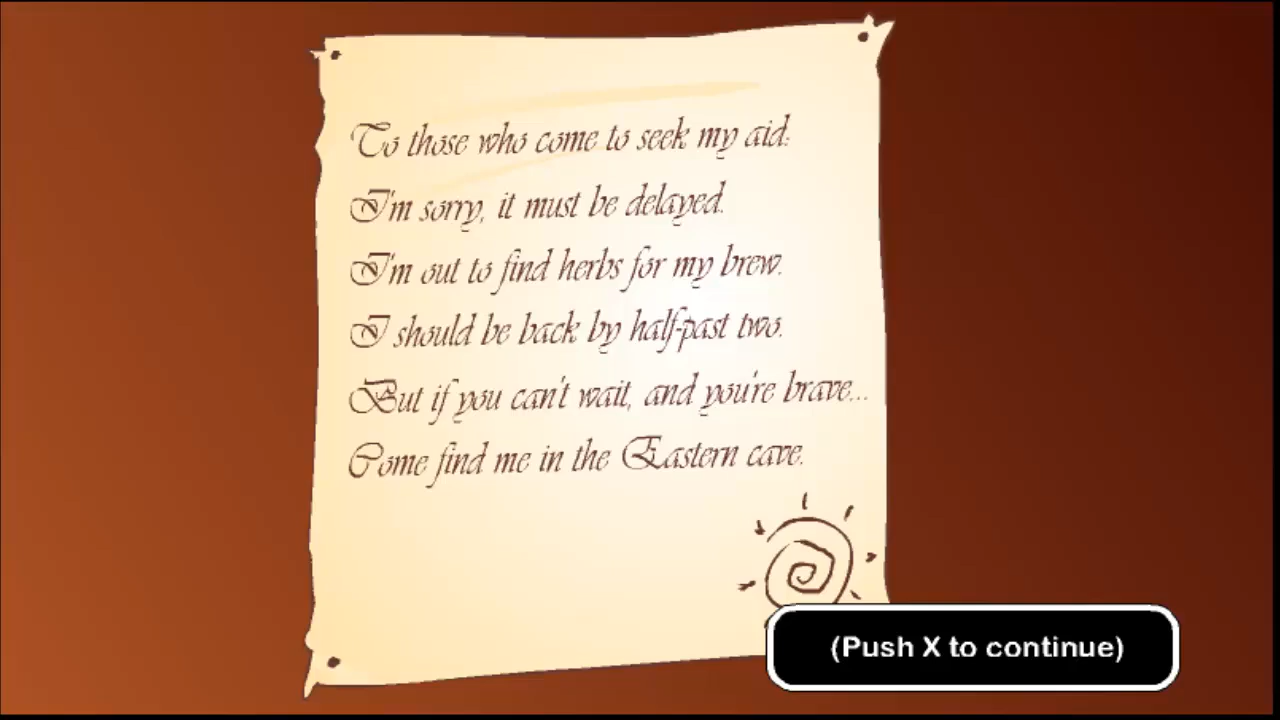 To those who come to seek my aid:
I'm sorry, it must be delayed.
I'm out to find herbs for my brew.
I should be back by half-past two.
But if you can't wait, and you're brave...
Come find me in the Eastern cave.
(Push X to continue)